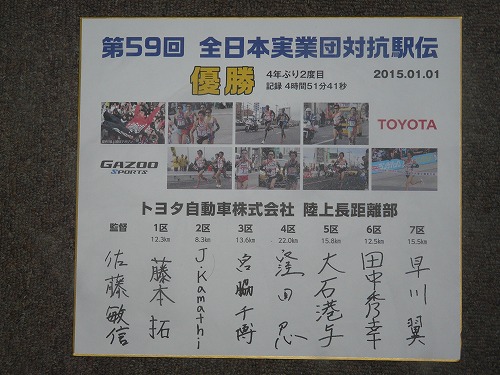 第59回 全日本実業団対抗駅伝
優勝
4年ぶり2度目
記録 4時間51分41秒
2015.01.01
TOYOTA
GAZOO
SPORTS
トヨタ自動車株式会社 陸上長距離部
監督 1区 2区 3区 4区 5区 6区 7区
12.3km 8.3km 13.6km 22.0km 15.8km 12.5km 15.5km
佐藤敏信
藤本拓
J.Kamathi
宮脇千博
窪田忍
大石港与
田中秀幸
早川翼